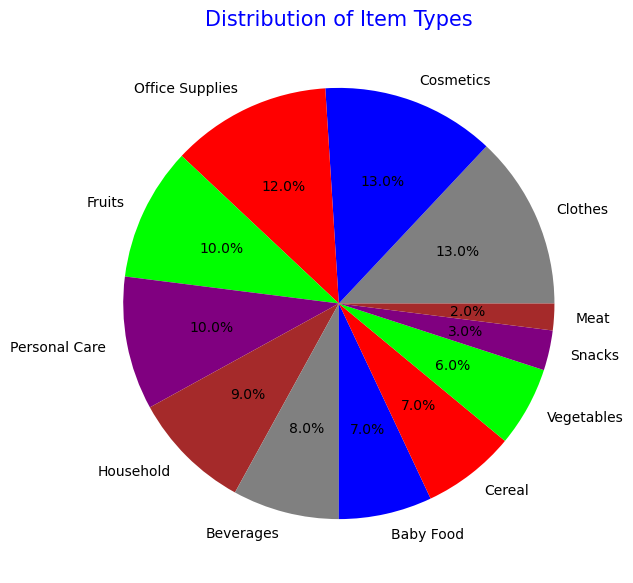 Distribution of Item Types
Clothes
13.0%
Cosmetics
13.0%
Office Supplies
12.0%
Fruits
10.0%
Personal Care
10.0%
Household
9.0%
Beverages
8.0%
Baby Food
7.0%
Cereal
7.0%
Vegetables
6.0%
Snacks
3.0%
Meat
2.0%